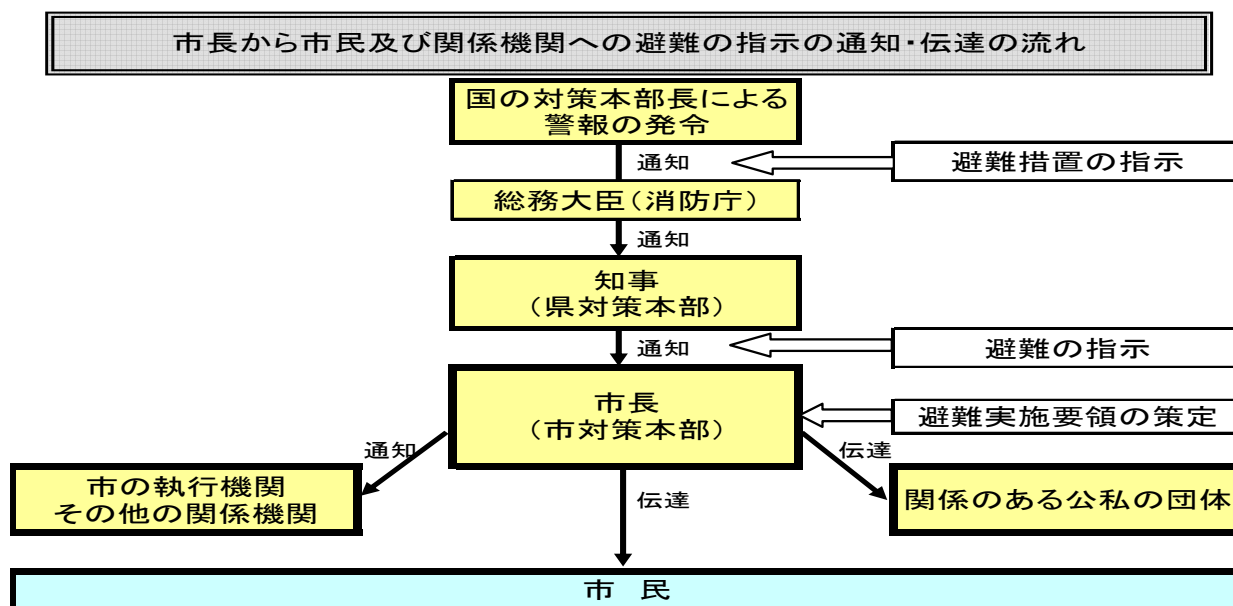 市長から市民及び関係機関への避難の指示の通知・伝達の流れ
国の対策本部長による
警報の発令
通知
避難措置の指示
総務大臣(消防庁)
通知
知事
(県対策本部)
通知
避難の指示
市長
(市対策本部)
避難実施要領の策定
通知
伝達
市の執行機関
その他の関係機関
伝達
関係のある公私の団体
市 民